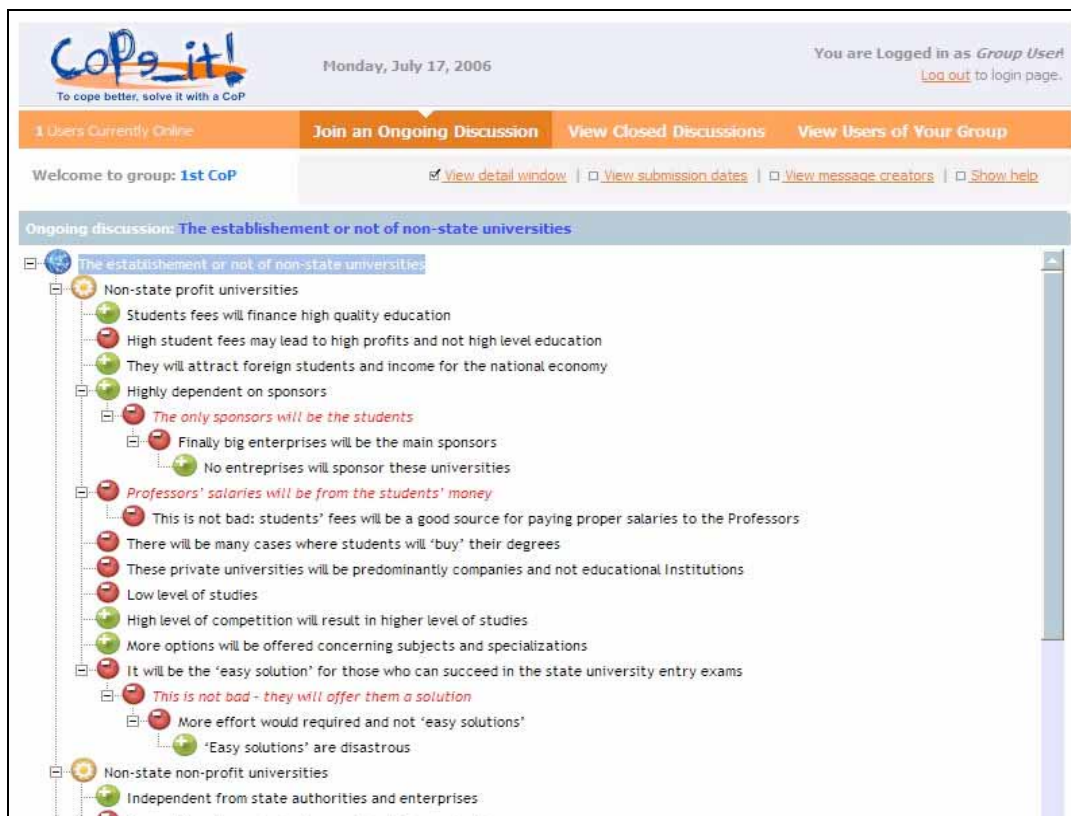 CoPe_it!
To cope better, solve it with a CoP
Monday, July 17, 2006
You are Logged in as Group User!
Log out to login page.
1 Users Currently Online
Join an Ongoing Discussion
View Closed Discussions
View Users of Your Group
Welcome to group: 1st CoP
View detail window | View submission dates | View message creators | Show help
Ongoing discussion: The establishement or not of non-state universities
The establishement or not of non-state universities
Non-state profit universities
Students fees will finance high quality education
High student fees may lead to high profits and not high level education
They will attract foreign students and income for the national economy
Highly dependent on sponsors
The only sponsors will be the students
Finally big enterprises will be the main sponsors
No entreprises will sponsor these universities
Professors' salaries will be from the students' money
This is not bad: students' fees will be a good source for paying proper salaries to the Professors
There will be many cases where students will 'buy' their degrees
These private universities will be predominantly companies and not educational Institutions
Low level of studies
High level of competition will result in higher level of studies
More options will be offered concerning subjects and specializations
It will be the 'easy solution' for those who can succeed in the state university entry exams
This is not bad - they will offer them a solution
More effort would required and not 'easy solutions'
'Easy solutions' are disastrous
Non-state non-profit universities
Independent from state authorities and enterprises